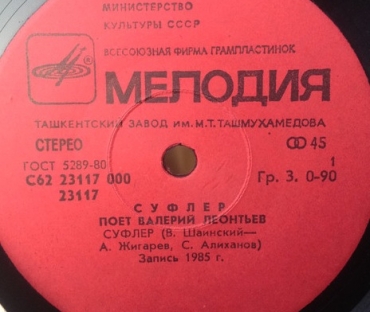 МИНИСТЕРСТВО
КУЛЬТУРЫ СССР
ВСЕСОЮЗНАЯ ФИРМА ГРАМПЛАСТИНОК
МЕЛОДИЯ
ТАШКЕНТСКИЙ ЗАВОД им. М.Т.ТАШМУХАМЕДОВА
СТЕРЕО 45
ГОСТ 5289-80 1
С62 23117 000 Гр. 3. 0-90
23117
СУФЛЕР
ПОЕТ ВАЛЕРИЙ ЛЕОНТЬЕВ
СУФЛЕР (В. Шаинский—
А. Жигарев, С. Алиханов)
Запись 1985 г.